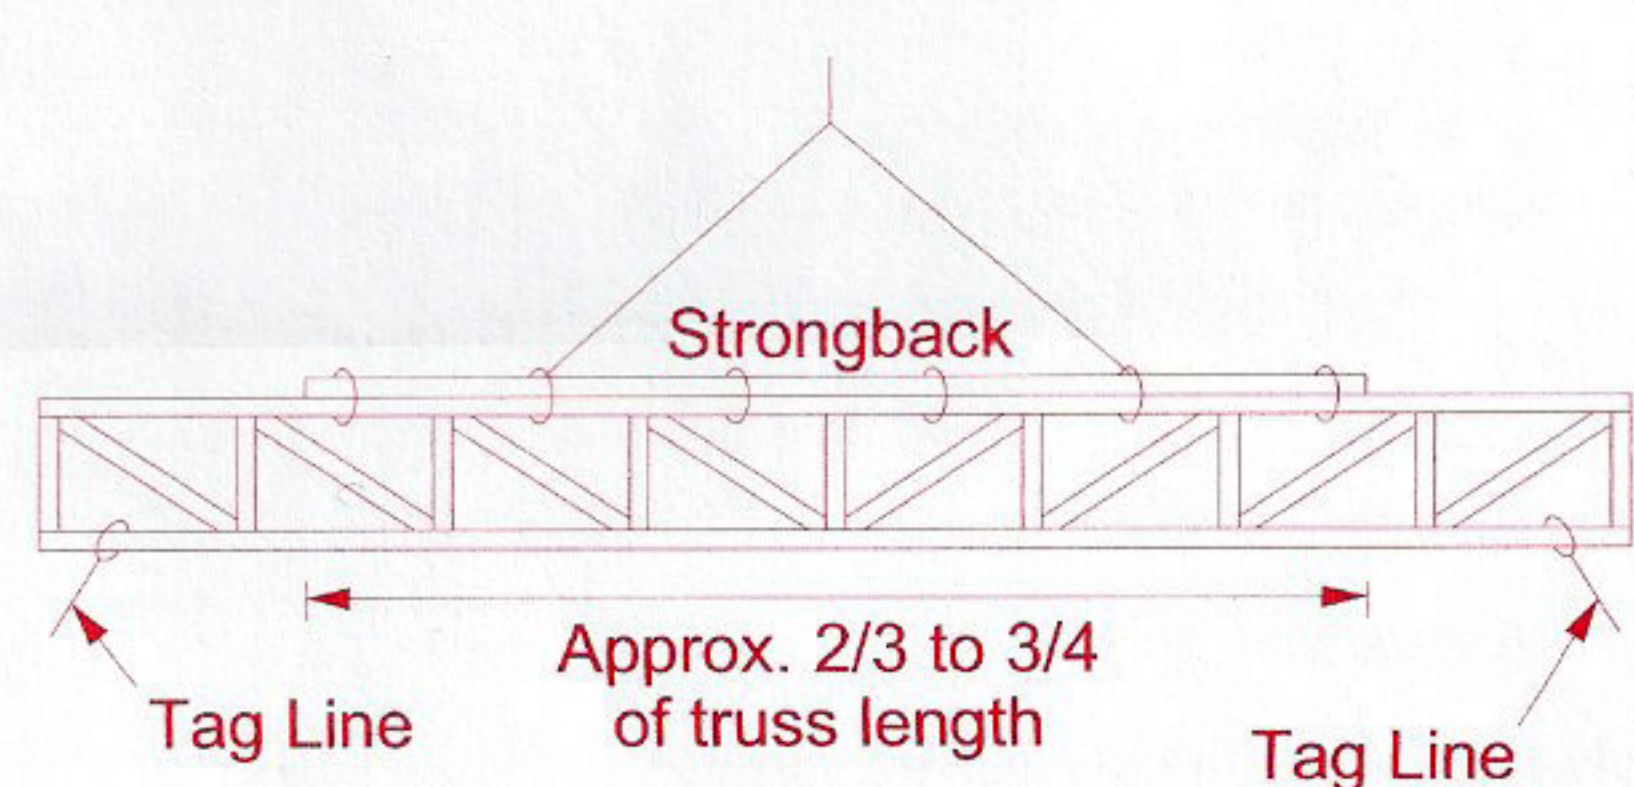 Strongback
Approx. 2/3 to 3/4
of truss length
Tag Line
Tag Line